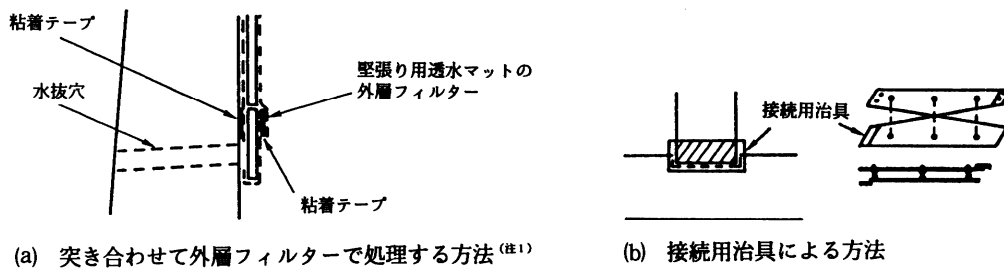 粘着テープ
水抜穴
竪張り用透水マットの
外層フィルター
粘着テープ
(a) 突き合わせて外層フィルターで処理する方法(注1)
接続用治具
(b) 接続用治具による方法